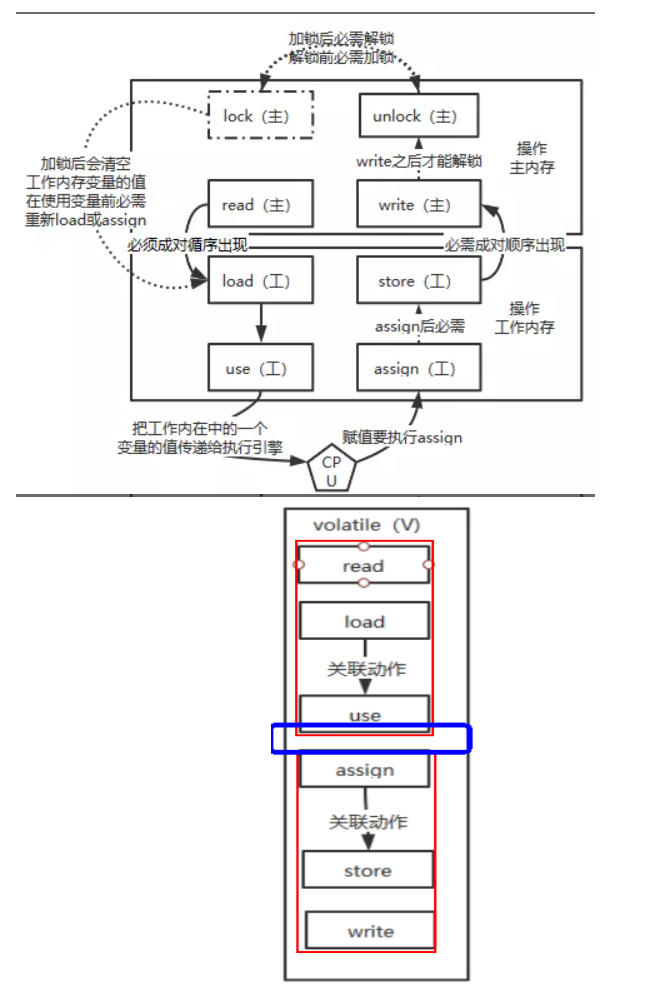 加锁后必需解锁
解锁前必需加锁
lock（主）
unlock（主）
操作
主内存
加锁后会清空
工作内存变量的值
在使用变量前必需
重新load或assign
write之后才能解锁
read（主）
write（主）
必须成对循序出现
必需成对顺序出现
load（工）
store（工）
操作
工作内存
assign后必需
use（工）
assign（工）
把工作内在中的一个
变量的值传递给执行引擎
赋值要执行assign
CP
U
volatile（V）
read
load
关联动作
use
assign
关联动作
store
write